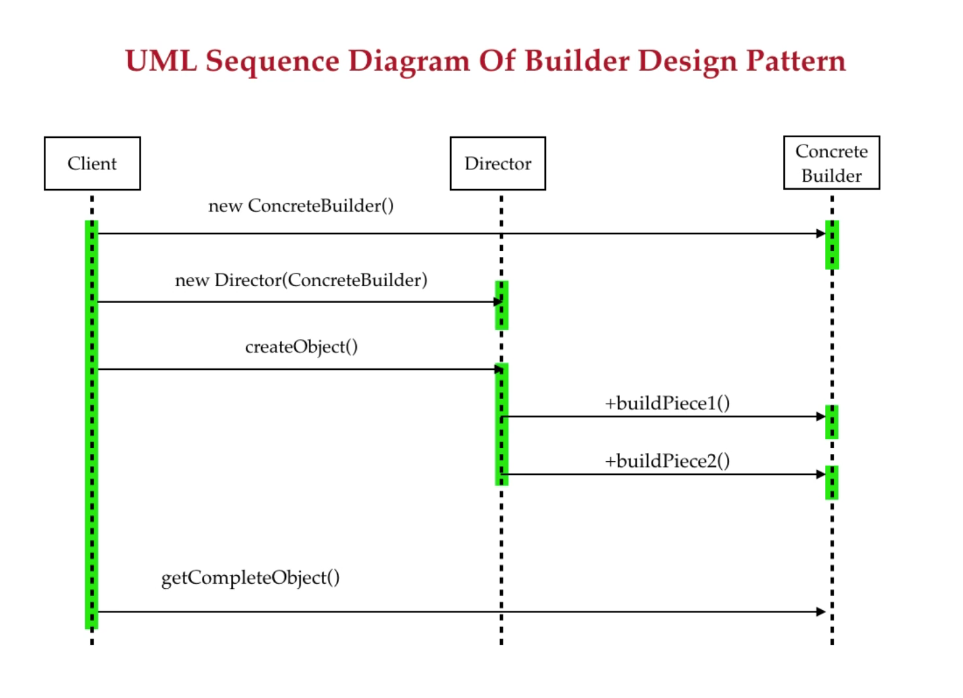 UML Sequence Diagram Of Builder Design Pattern
Client
Director
Concrete
Builder
new ConcreteBuilder()
new Director(ConcreteBuilder)
createObject()
+buildPiece1()
+buildPiece2()
getCompleteObject()